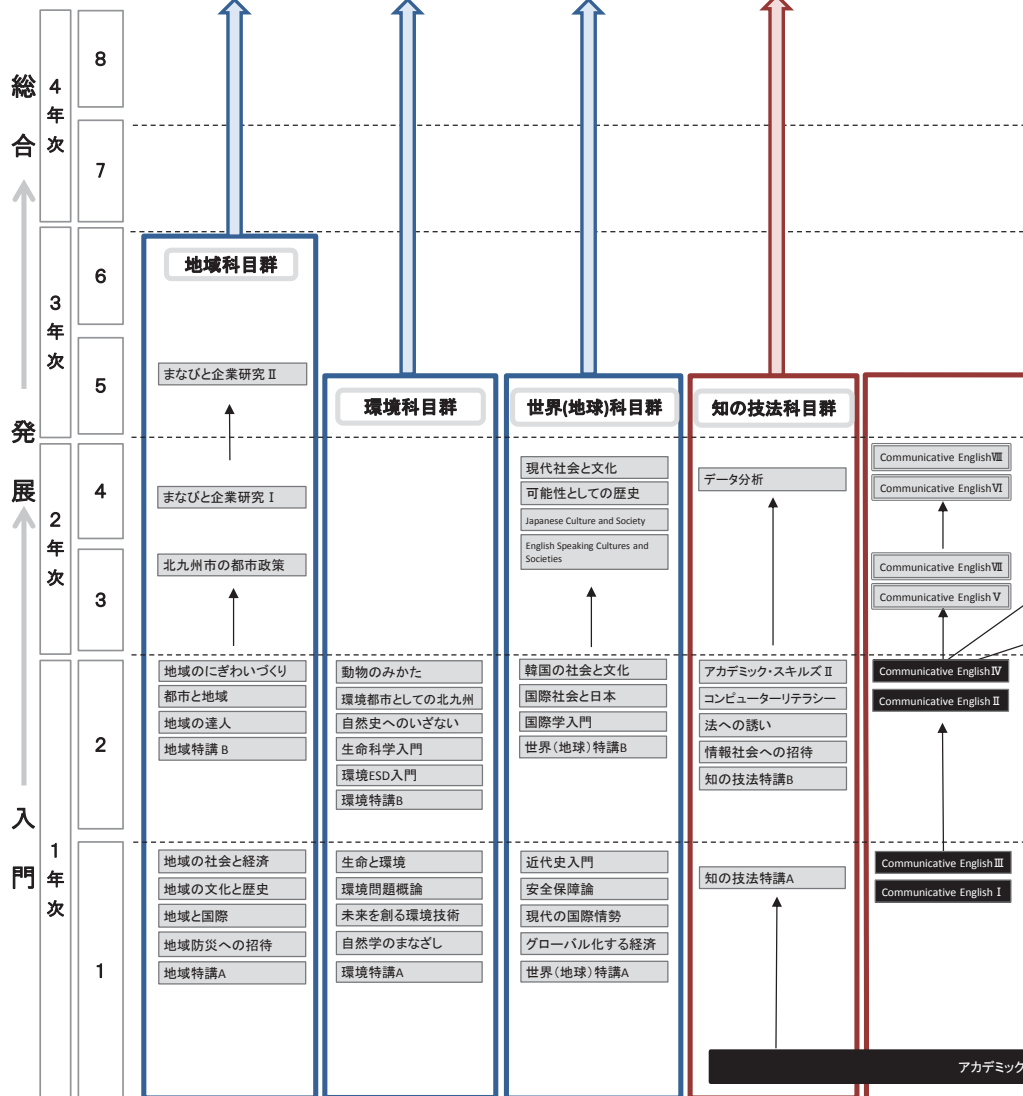 総合
発展
入門
4年次
3年次
2年次
1年次
8
7
6
5
4
3
2
1
地域科目群
まなびと企業研究Ⅱ
まなびと企業研究Ⅰ
北九州市の都市政策
地域のにぎわいづくり
都市と地域
地域の達人
地域特講B
地域の社会と経済
地域の文化と歴史
地域と国際
地域防災への招待
地域特講A
環境科目群
動物のみかた
環境都市としての北九州
自然史へのいざない
生命科学入門
環境ESD入門
環境特講B
生命と環境
環境問題概論
未来を創る環境技術
自然学のまなざし
環境特講A
世界(地球)科目群
現代社会と文化
可能性としての歴史
Japanese Culture and Society
English Speaking Cultures and
Societies
韓国の社会と文化
国際社会と日本
国際学入門
世界(地球)特講B
近代史入門
安全保障論
現代の国際情勢
グローバル化する経済
世界(地球)特講A
知の技法科目群
データ分析
アカデミック・スキルズⅡ
コンピューターリテラシー
法への誘い
情報社会への招待
知の技法特講B
知の技法特講A
Communicative EnglishⅧ
Communicative EnglishⅥ
Communicative EnglishⅦ
Communicative EnglishⅤ
Communicative EnglishⅣ
Communicative EnglishⅡ
Communicative EnglishⅢ
Communicative EnglishⅠ
アカデミック